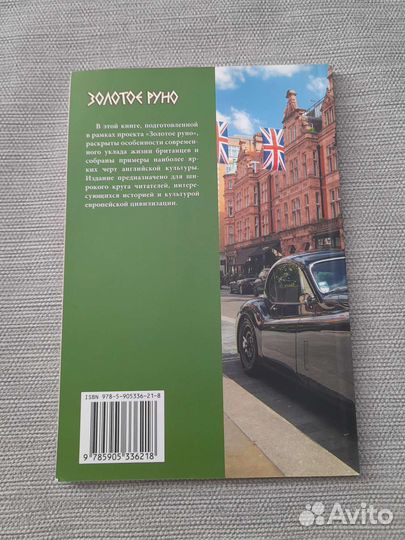 ЗОЛОТОЕ РУНО
В этой книге, подготовленной
в рамках проекта «Золотое руно»,
раскрыты особенности современ-
ного уклада жизни британцев и
собраны примеры наиболее яр-
ких черт английской культуры.
Издание предназначено для ши-
рокого круга читателей, интере-
сующихся историей и культурой
европейской цивилизации.
ISBN 978-5-905336-21-8
9 785905 336218
Avito